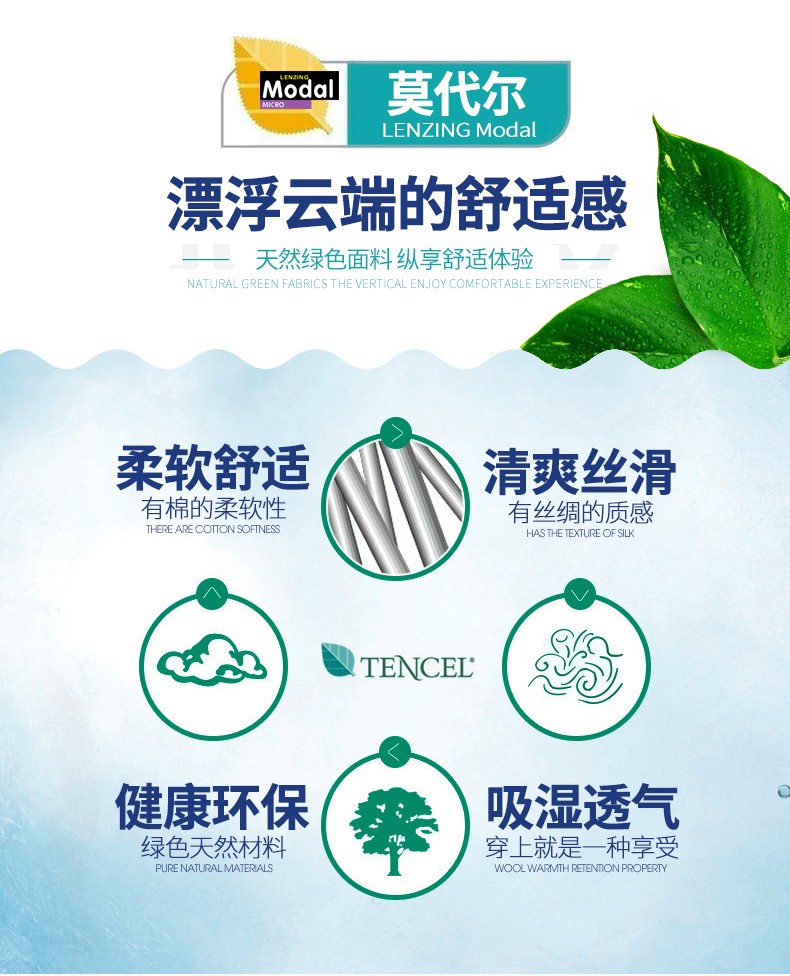 LENZING
Modal
MICRO
莫代尔
LENZING Modal
漂浮云端的舒适感
天然绿色面料 纵享舒适体验
NATURAL GREEN FABRICS THE VERTICAL ENJOY COMFORTABLE EXPERIENCE
柔软舒适
有棉的柔软性
THERE ARE COTTON SOFTNESS
清爽丝滑
有丝绸的质感
HAS THE TEXTURE OF SILK
TENCEL®
健康环保
绿色天然材料
PURE NATURAL MATERIALS
吸湿透气
穿上就是一种享受
WOOL WARMTH RETENTION PROPERTY